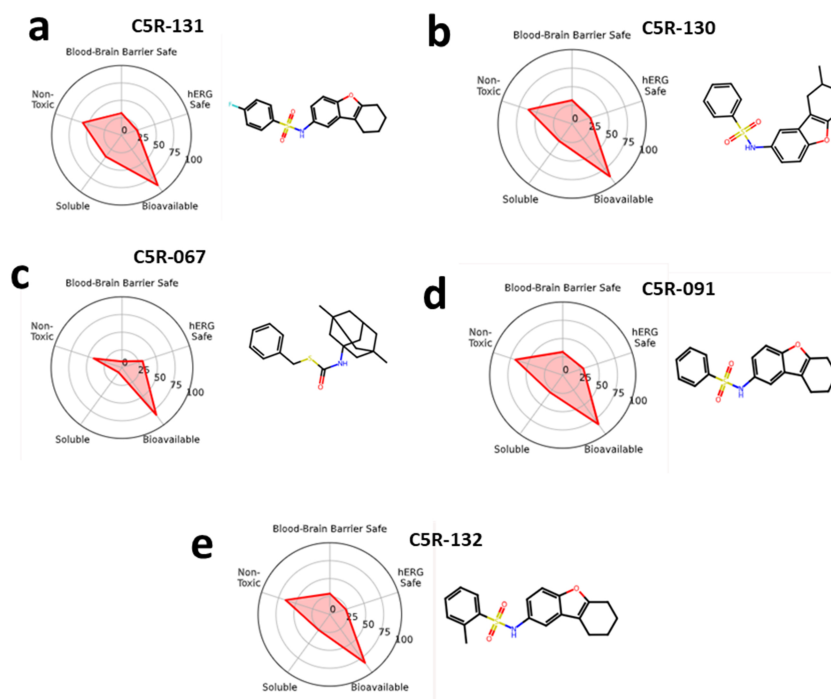 a
C5R-131
Blood-Brain Barrier Safe
Non-
Toxic
hERG
Safe
0
25
50
75
100
Soluble
Bioavailable
F
O
S
O
N
H
O
b
C5R-130
Blood-Brain Barrier Safe
Non-
Toxic
hERG
Safe
0
25
50
75
100
Soluble
Bioavailable
O
S
O
HN
O
c
C5R-067
Blood-Brain Barrier Safe
Non-
Toxic
hERG
Safe
0
25
50
75
100
Soluble
Bioavailable
S
O
NH
d
C5R-091
Blood-Brain Barrier Safe
Non-
Toxic
hERG
Safe
0
25
50
75
100
Soluble
Bioavailable
O
S
O
N
H
O
e
C5R-132
Blood-Brain Barrier Safe
Non-
Toxic
hERG
Safe
0
25
50
75
100
Soluble
Bioavailable
O
S
O
N
H
O